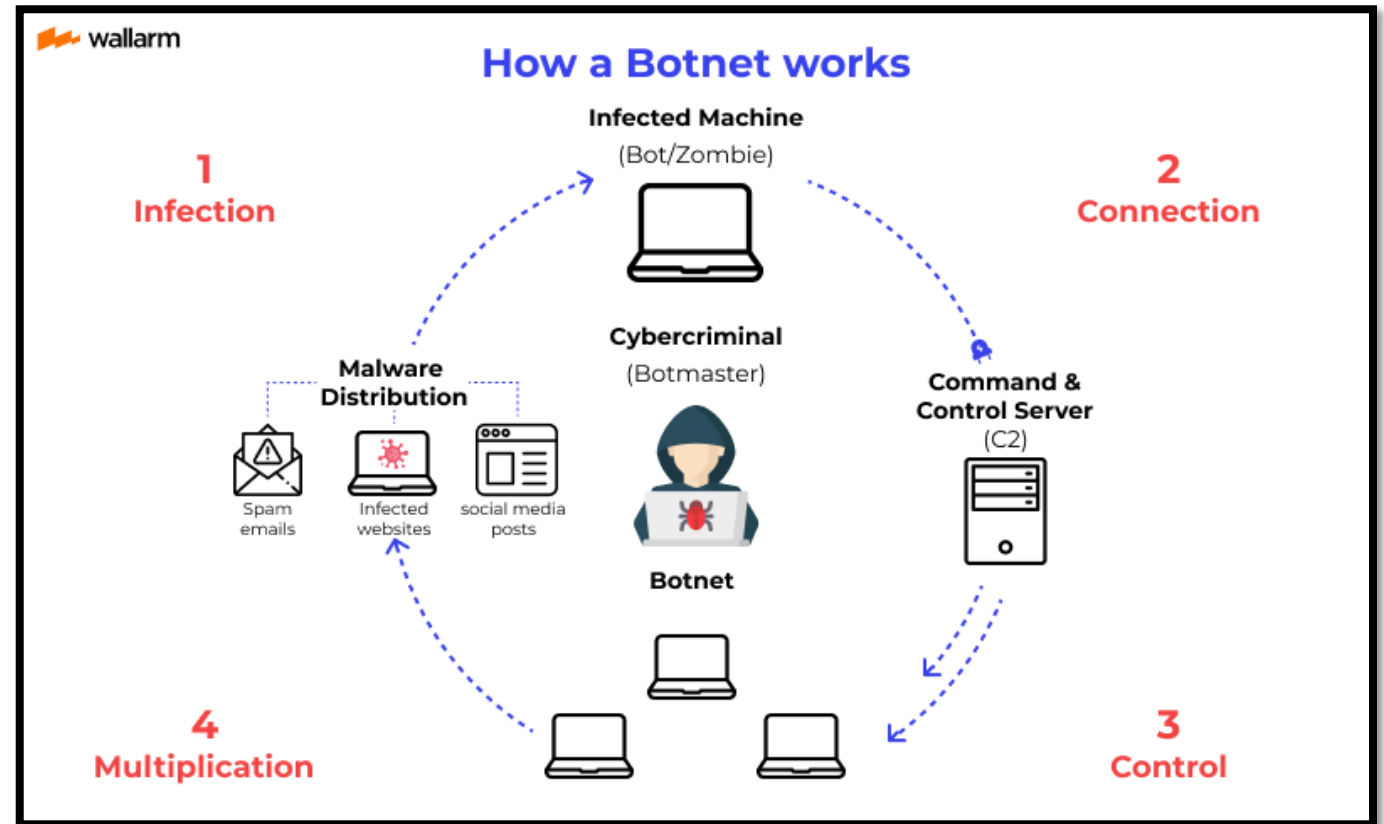 wallarm
How a Botnet works
Infected Machine
(Bot/Zombie)
1
Infection
2
Connection
Cybercriminal
(Botmaster)
Malware
Distribution
Spam
emails
Infected
websites
social media
posts
Command &
Control Server
(C2)
Botnet
4
Multiplication
3
Control